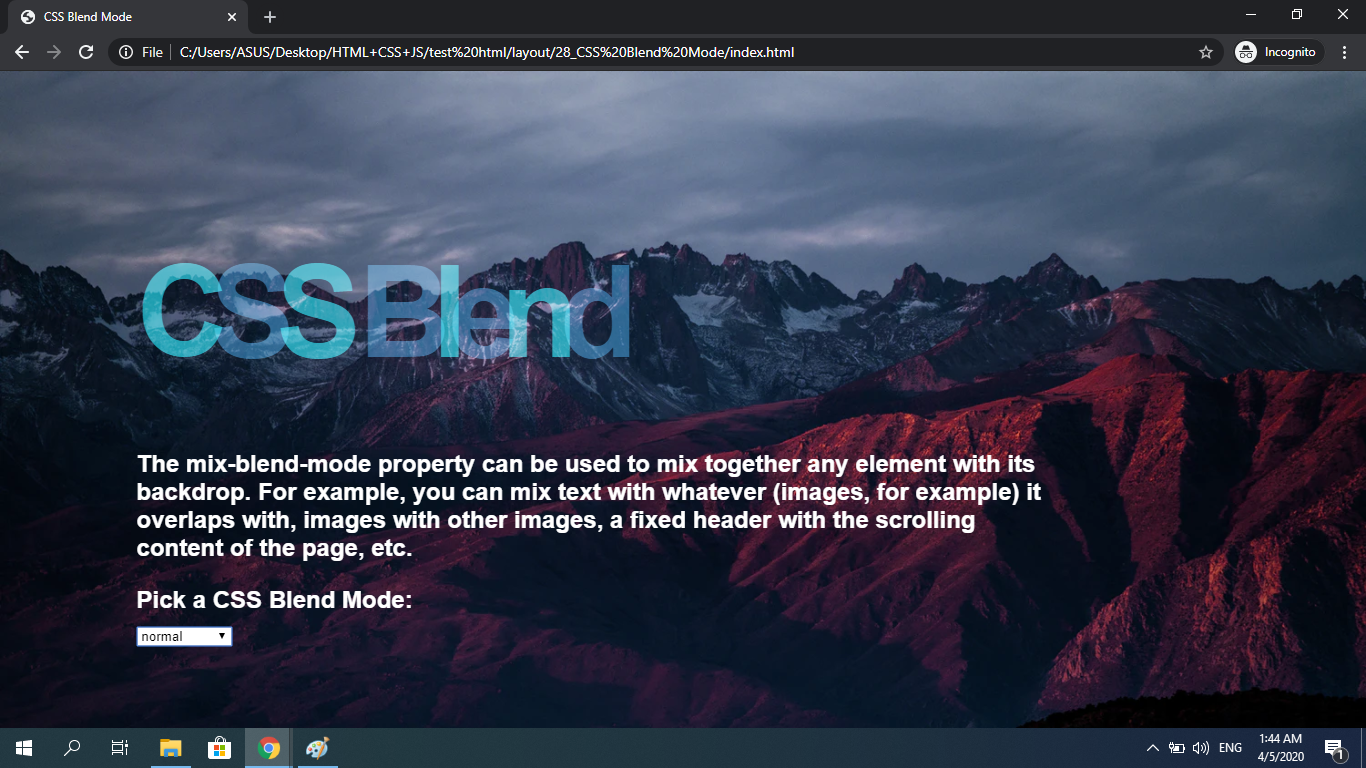 CSS Blend Mode
File
C:/Users/ASUS/Desktop/HTML+CSS+JS/test%20html/layout/28_CSS%20Blend%20Mode/index.html
Incognito
CSS Blend
The mix-blend-mode property can be used to mix together any element with its
backdrop. For example, you can mix text with whatever (images, for example) it
overlaps with, images with other images, a fixed header with the scrolling
content of the page, etc.
Pick a CSS Blend Mode:
normal
ENG
1:44 AM
4/5/2020
1